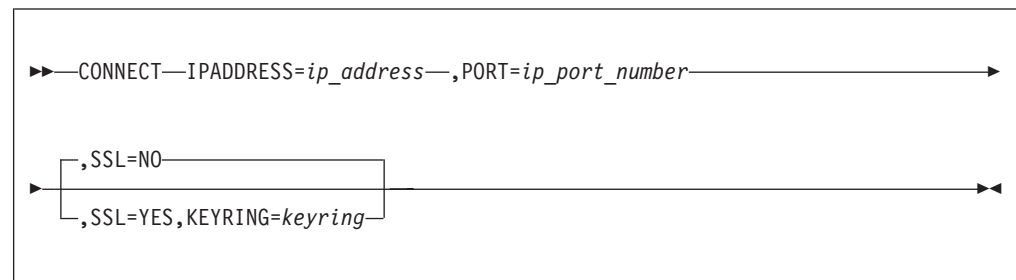 CONNECT IPADDRESS=ip_address ,PORT=ip_port_number
,SSL=NO
,SSL=YES,KEYRING=keyring